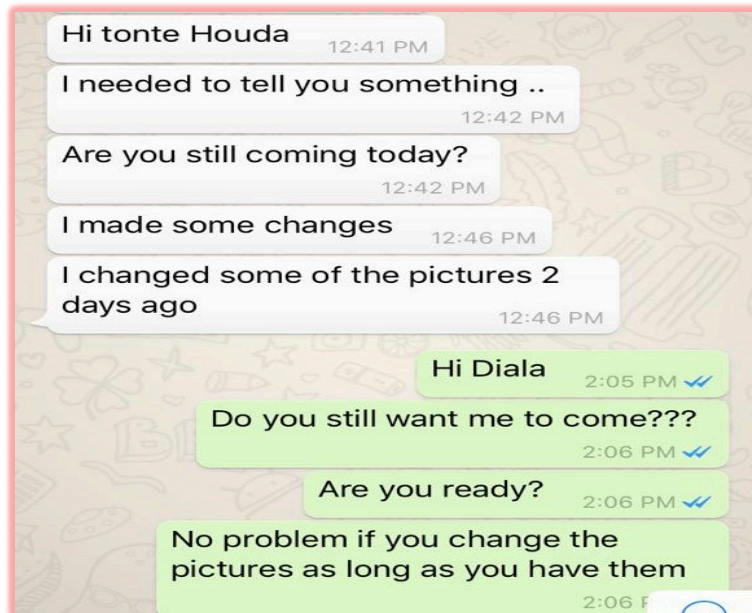 Hi tonte Houda
12:41 PM
I needed to tell you something ..
12:42 PM
Are you still coming today?
12:42 PM
I made some changes
12:46 PM
I changed some of the pictures 2
days ago
12:46 PM
Hi Diala
2:05 PM
Do you still want me to come???
2:06 PM
Are you ready?
2:06 PM
No problem if you change the
pictures as long as you have them
2:06